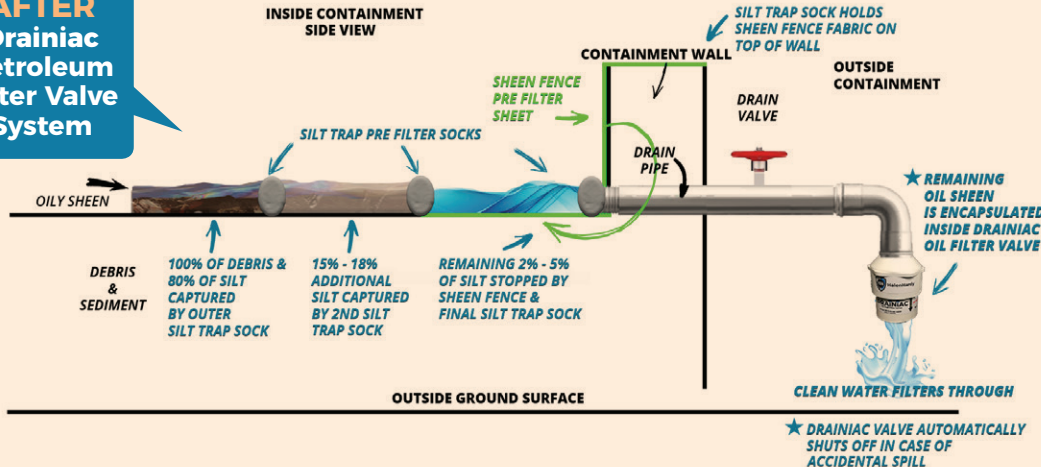 AFTER
Drainiac
Petroleum
Filter Valve
System
INSIDE CONTAINMENT
SIDE VIEW
SILT TRAP SOCK HOLDS
SHEEN FENCE FABRIC ON
TOP OF WALL
CONTAINMENT WALL
OUTSIDE
CONTAINMENT
SHEEN FENCE
PRE FILTER
SHEET
DRAIN
VALVE
SILT TRAP PRE FILTER SOCKS
DRAIN
PIPE
OILY SHEEN
★ REMAINING
OIL SHEEN
IS ENCAPSULATED
INSIDE DRAINIAC
OIL FILTER VALVE
DEBRIS
&
SEDIMENT
100% OF DEBRIS &
80% OF SILT
CAPTURED
BY OUTER
SILT TRAP SOCK
15% - 18%
ADDITIONAL
SILT CAPTURED
BY 2ND SILT
TRAP SOCK
REMAINING 2% - 5%
OF SILT STOPPED BY
SHEEN FENCE &
FINAL SILT TRAP SOCK
DRAINIAC
CLEAN WATER FILTERS THROUGH
OUTSIDE GROUND SURFACE
★ DRAINIAC VALVE AUTOMATICALLY
SHUTS OFF IN CASE OF
ACCIDENTAL SPILL